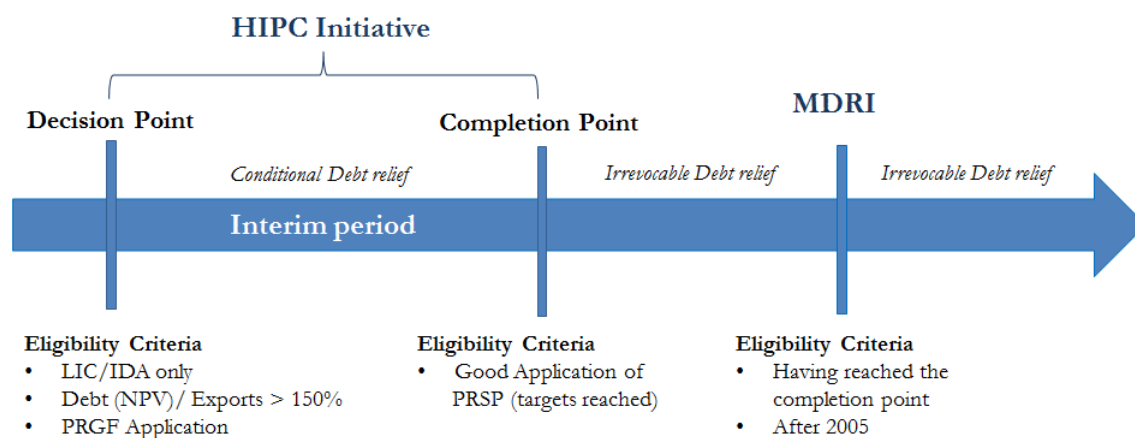 HIPC Initiative
Decision Point
Completion Point
MDRI
Conditional Debt relief
Irrevocable Debt relief
Irrevocable Debt relief
Interim period
Eligibility Criteria
• LIC/IDA only
• Debt (NPV)/ Exports > 150%
• PRGF Application
Eligibility Criteria
• Good Application of
PRSP (targets reached)
Eligibility Criteria
• Having reached the
completion point
• After 2005